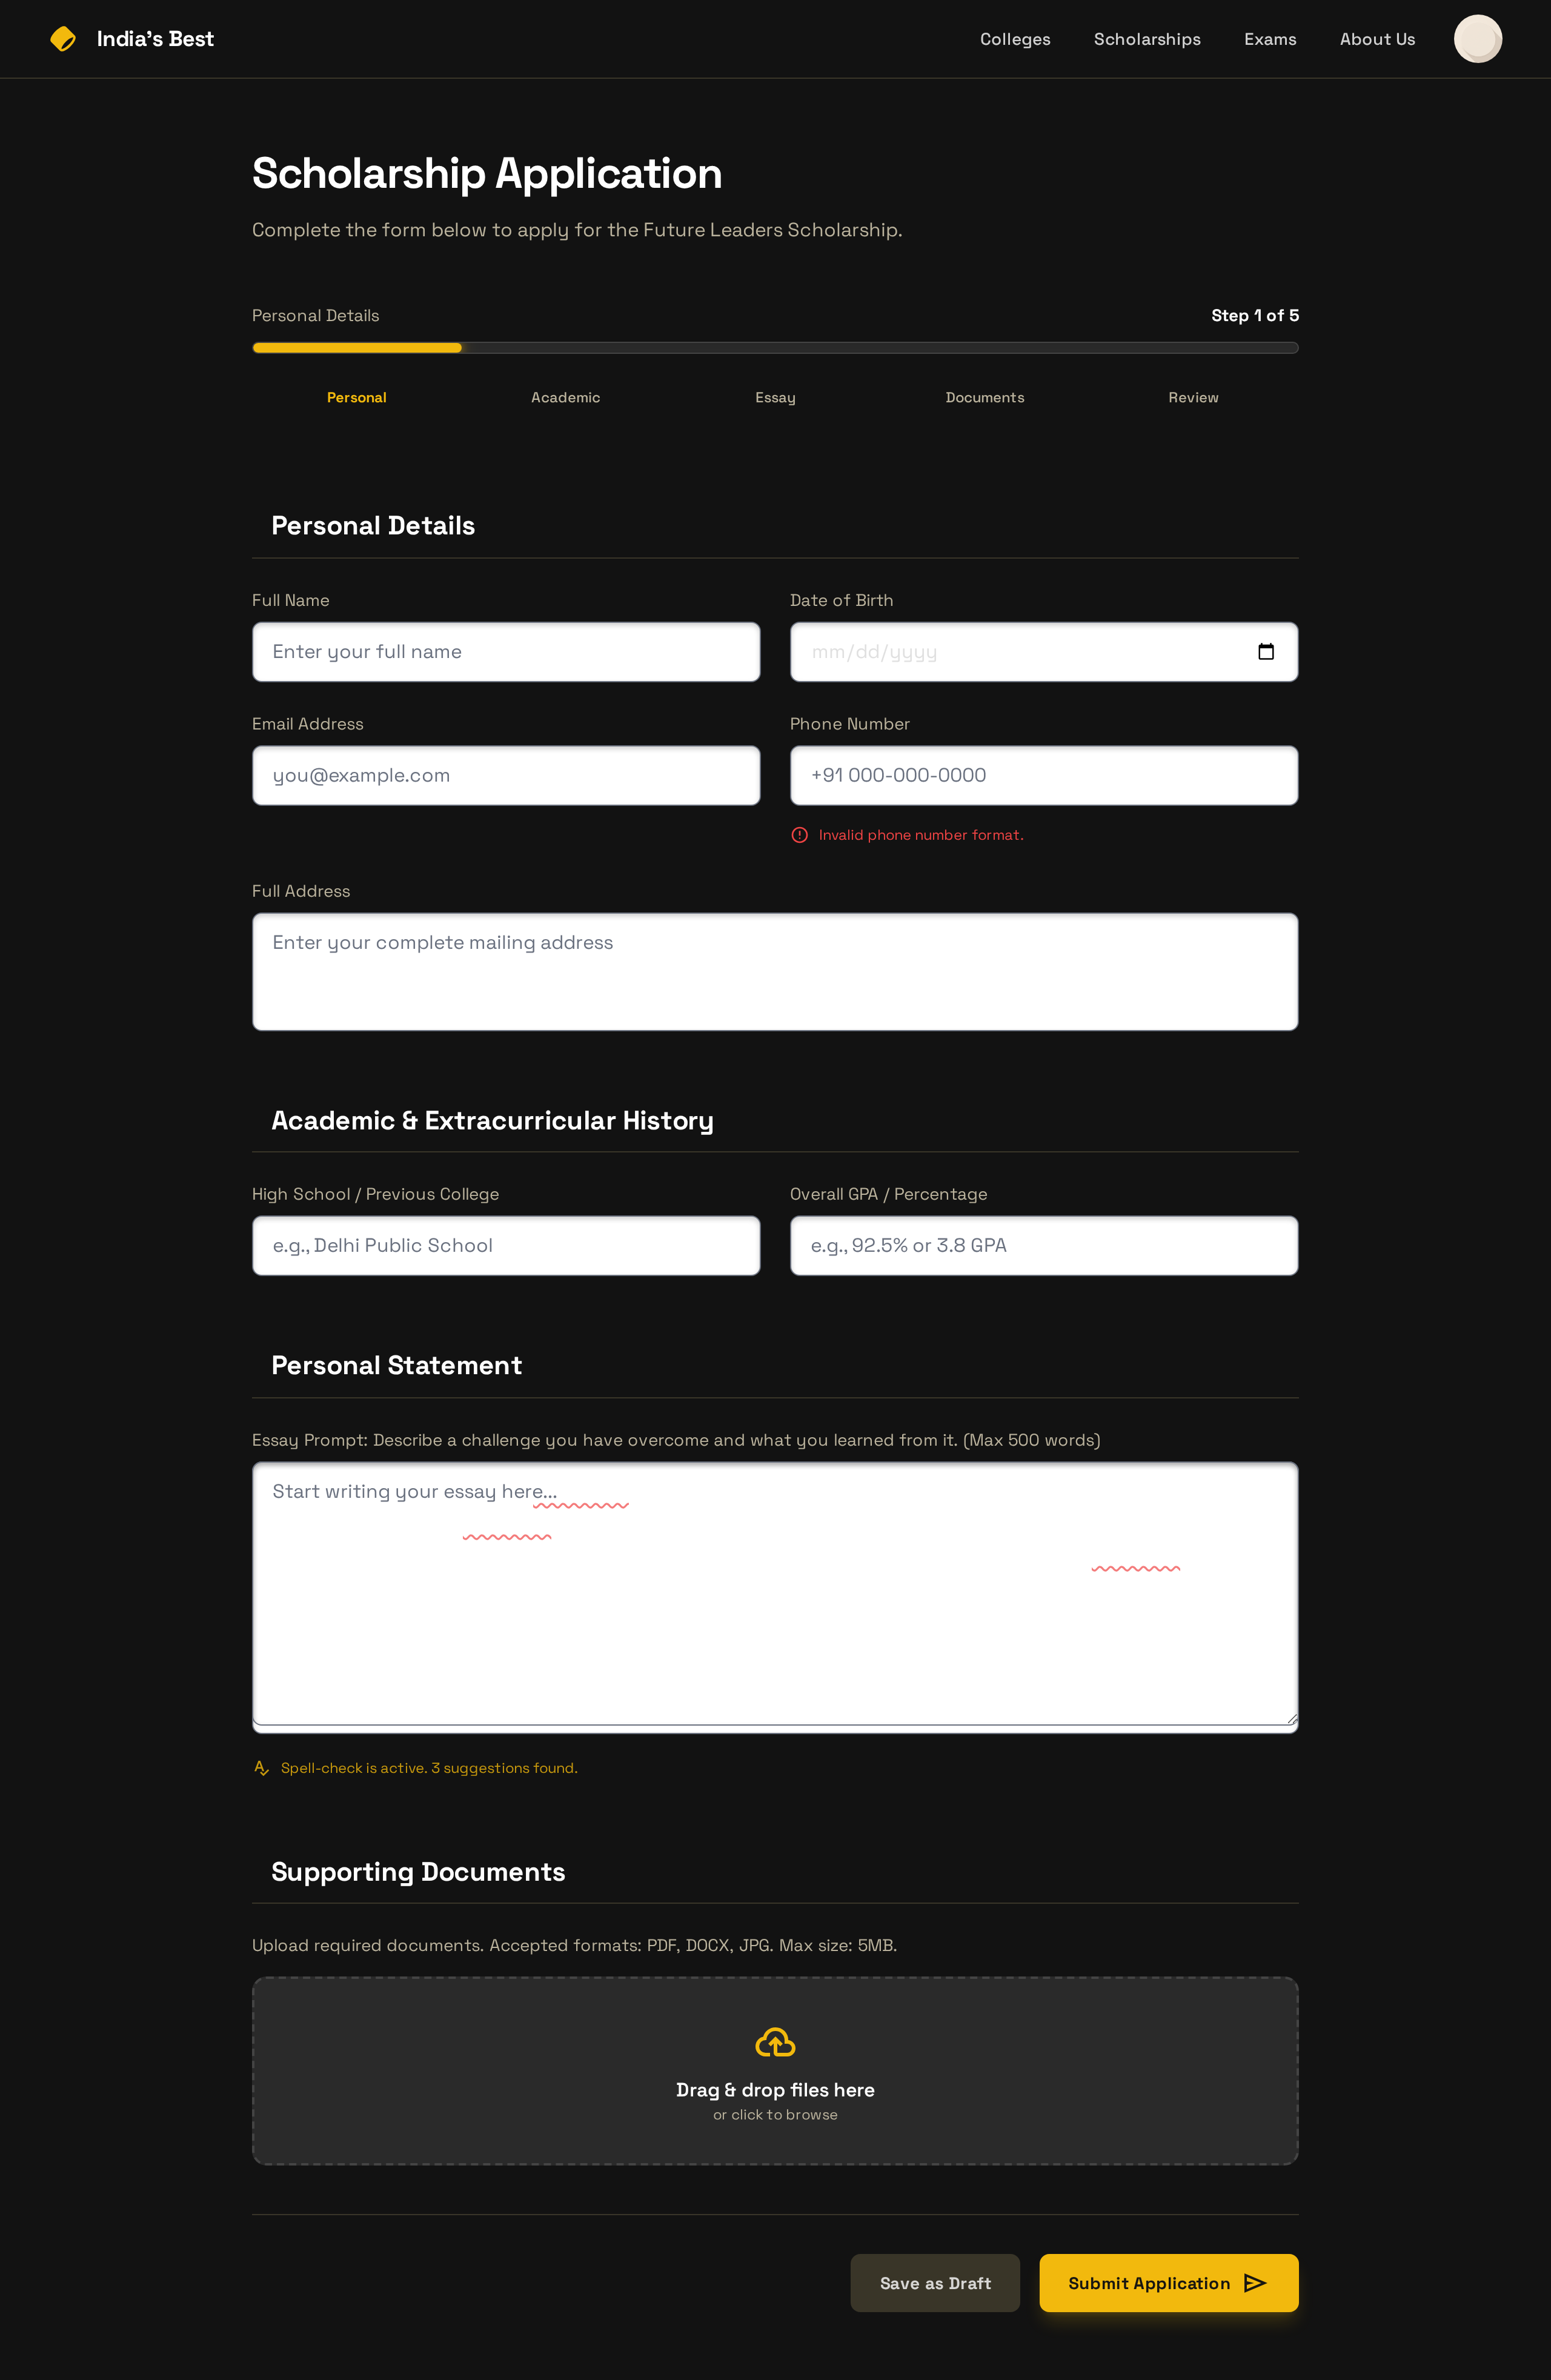 India's Best
Colleges
Scholarships
Exams
About Us
Scholarship Application
Complete the form below to apply for the Future Leaders Scholarship.
Personal Details
Step 1 of 5
Personal
Academic
Essay
Documents
Review
Personal Details
Full Name
Date of Birth
Enter your full name
mm/dd/yyyy
Email Address
Phone Number
you@example.com
+91 000-000-0000
Invalid phone number format.
Full Address
Enter your complete mailing address
Academic & Extracurricular History
High School / Previous College
Overall GPA / Percentage
e.g., Delhi Public School
e.g., 92.5% or 3.8 GPA
Personal Statement
Essay Prompt: Describe a challenge you have overcome and what you learned from it. (Max 500 words)
Start writing your essay here...
Spell-check is active. 3 suggestions found.
Supporting Documents
Upload required documents. Accepted formats: PDF, DOCX, JPG. Max size: 5MB.
Drag & drop files here
or click to browse
Save as Draft
Submit Application